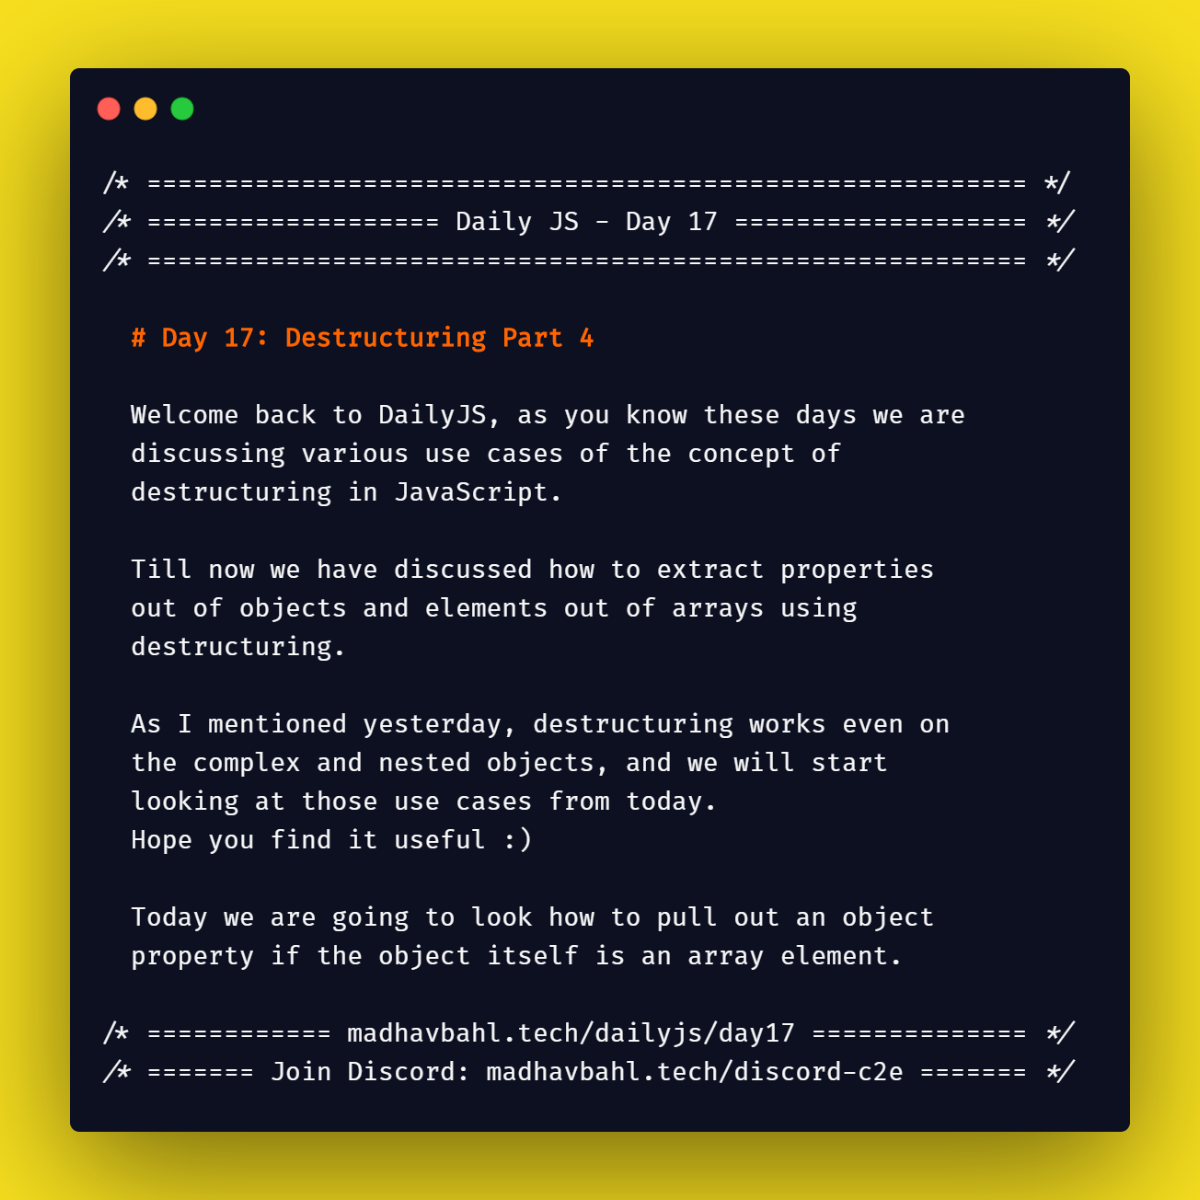 /* ========================================================= */
/* =================== Daily JS - Day 17 =================== */
/* ========================================================= */
# Day 17: Destructuring Part 4
Welcome back to DailyJS, as you know these days we are
discussing various use cases of the concept of
destructuring in JavaScript.
Till now we have discussed how to extract properties
out of objects and elements out of arrays using
destructuring.
As I mentioned yesterday, destructuring works even on
the complex and nested objects, and we will start
looking at those use cases from today.
Hope you find it useful :)
Today we are going to look how to pull out an object
property if the object itself is an array element.
/* ============ madhavbahl.tech/dailyjs/day17 ============== */
/* ======= Join Discord: madhavbahl.tech/discord-c2e ======= */